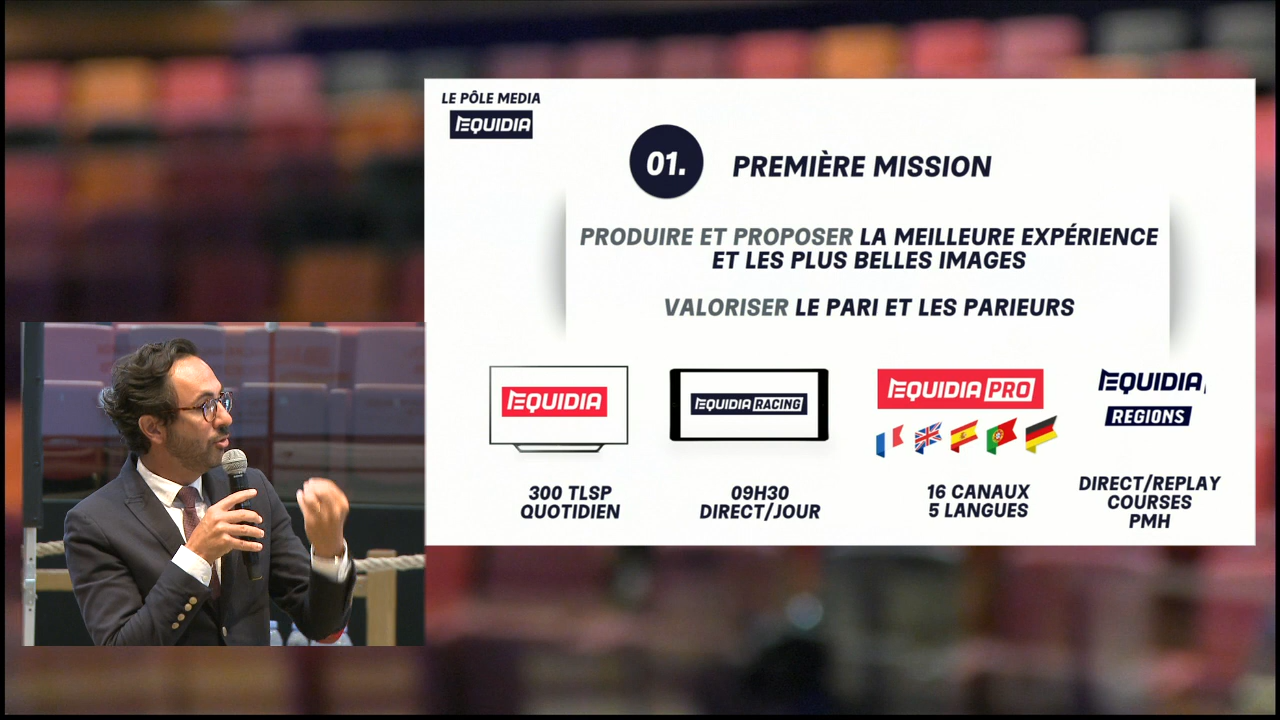 LE PÔLE MEDIA
EQUIDIA
01.
PREMIÈRE MISSION
PRODUIRE ET PROPOSER LA MEILLEURE EXPÉRIENCE
ET LES PLUS BELLES IMAGES
VALORISER LE PARI ET LES PARIEURS
EQUIDIA
EQUIDIA RACING
EQUIDIA PRO
EQUIDIA
REGIONS
300 TLSP
QUOTIDIEN
09H30
DIRECT/JOUR
16 CANAUX
5 LANGUES
DIRECT/REPLAY
COURSES
PMH